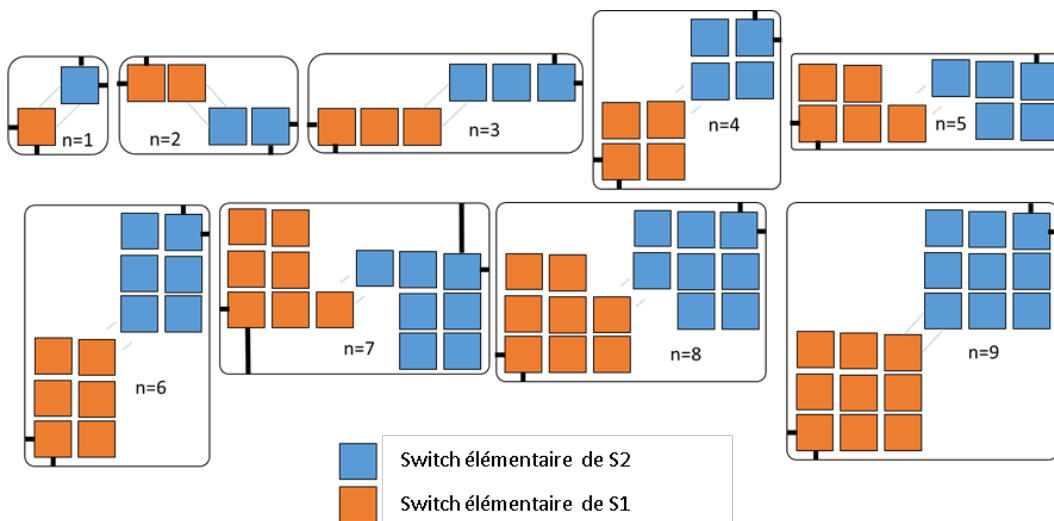 n=1
n=2
n=3
n=4
n=5
n=6
n=7
n=8
n=9
Switch élémentaire de S2
Switch élémentaire de S1